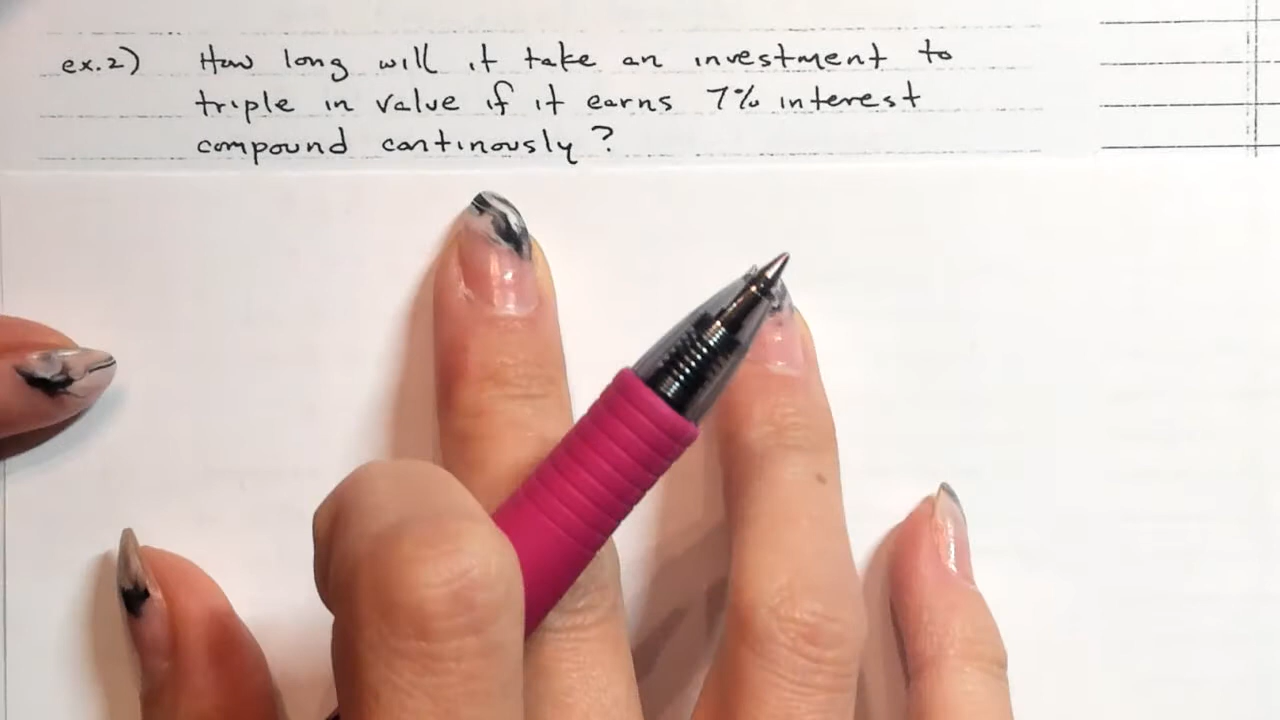 ex.2) How long will it take an investment to
triple in value if it earns 7% interest
compound continously?